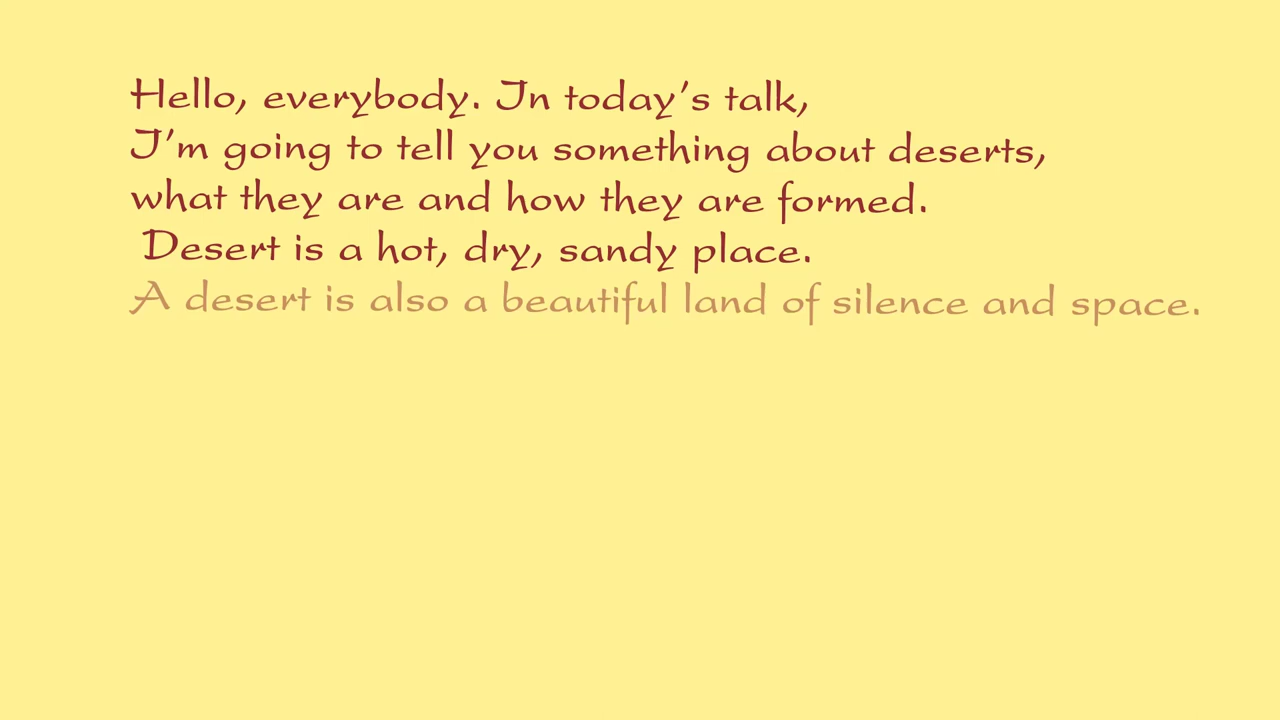 Hello, everybody. In today's talk,
I'm going to tell you something about deserts,
what they are and how they are formed.
Desert is a hot, dry, sandy place.
A desert is also a beautiful land of silence and space.